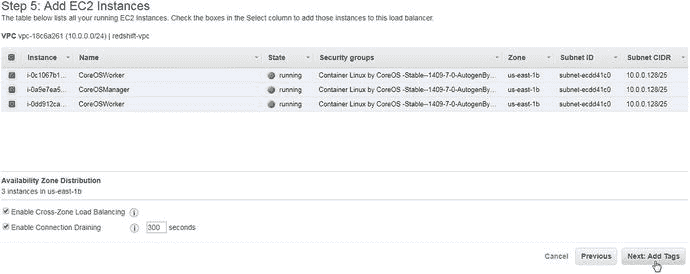 Step 5: Add EC2 Instances
The table below lists all your running EC2 Instances. Check the boxes in the Select column to add those instances to this load balancer.
VPC vpc-18c6a261 (10.0.0.0/24) | redshift-vpc
Instance Name State Security groups Zone Subnet ID Subnet CIDR
i-0c1067b1... CoreOSWorker running Container Linux by CoreOS -Stable--1409-7-0-AutogenBy... us-east-1b subnet-ecdd41c0 10.0.0.128/25
i-0a9e7ea5... CoreOSManager running Container Linux by CoreOS -Stable--1409-7-0-AutogenBy... us-east-1b subnet-ecdd41c0 10.0.0.128/25
i-0dd912ca... CoreOSWorker running Container Linux by CoreOS -Stable--1409-7-0-AutogenBy... us-east-1b subnet-ecdd41c0 10.0.0.128/25
Availability Zone Distribution
3 instances in us-east-1b
Enable Cross-Zone Load Balancing
Enable Connection Draining 300 seconds
Cancel Previous Next: Add Tags